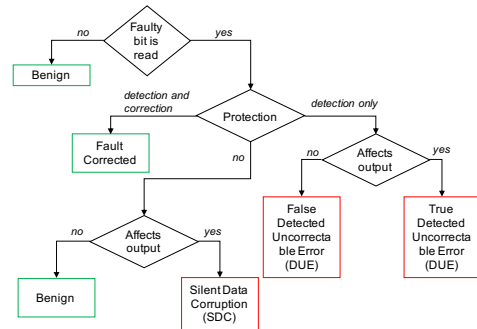 Faulty
bit is
read
no
yes
Benign
detection and
correction
Protection
detection only
Fault
Corrected
no
Affects
output
no
yes
False
Detected
Uncorrecta
ble Error
(DUE)
True
Detected
Uncorrecta
ble Error
(DUE)
Affects
output
no
yes
Benign
Silent Data
Corruption
(SDC)